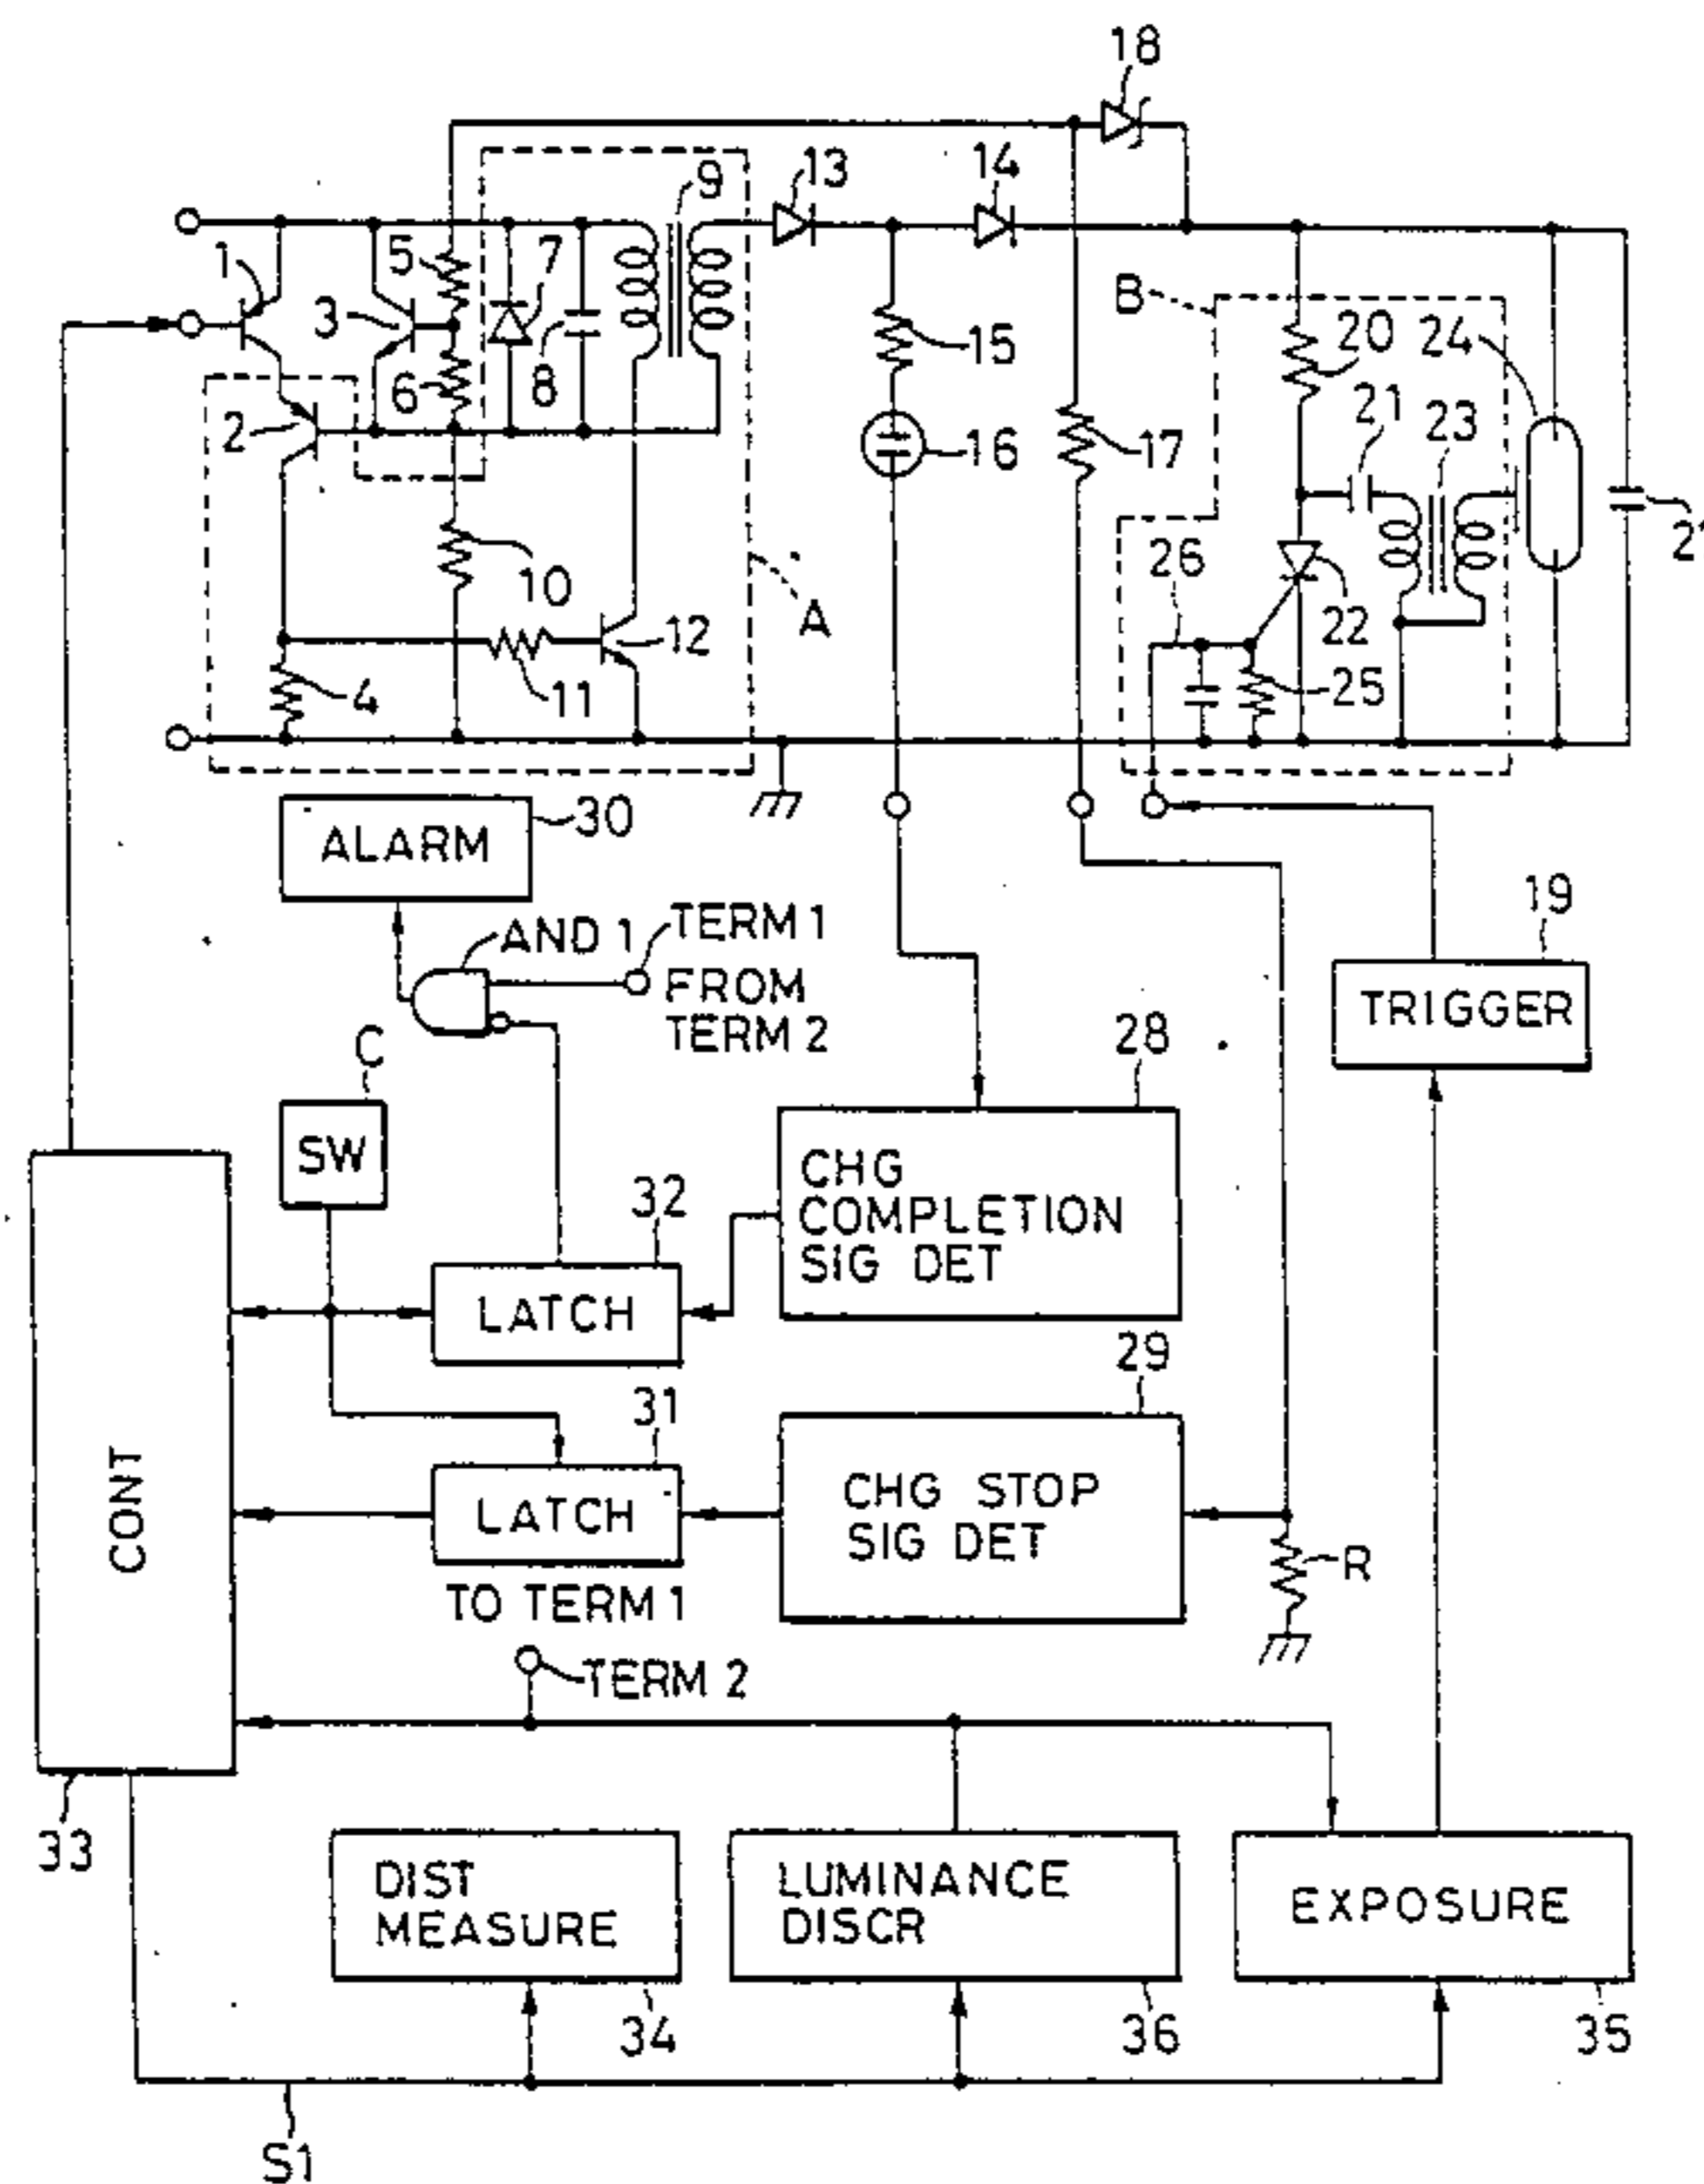 18
9
13
14
1
5
7
3
B
8
15
20
24
6
2
21
23
16
17
2
10
26
A
12
22
4
11
25
30
ALARM
19
AND 1
TERM 1
FROM
TERM 2
TRIGGER
C
28
SW
CHG
COMPLETION
SIG DET
32
LATCH
29
31
CONT
CHG STOP
SIG DET
LATCH
R
TO TERM 1
TERM 2
33
DIST
MEASURE
LUMINANCE
DISCR
EXPOSURE
34
36
35
S1